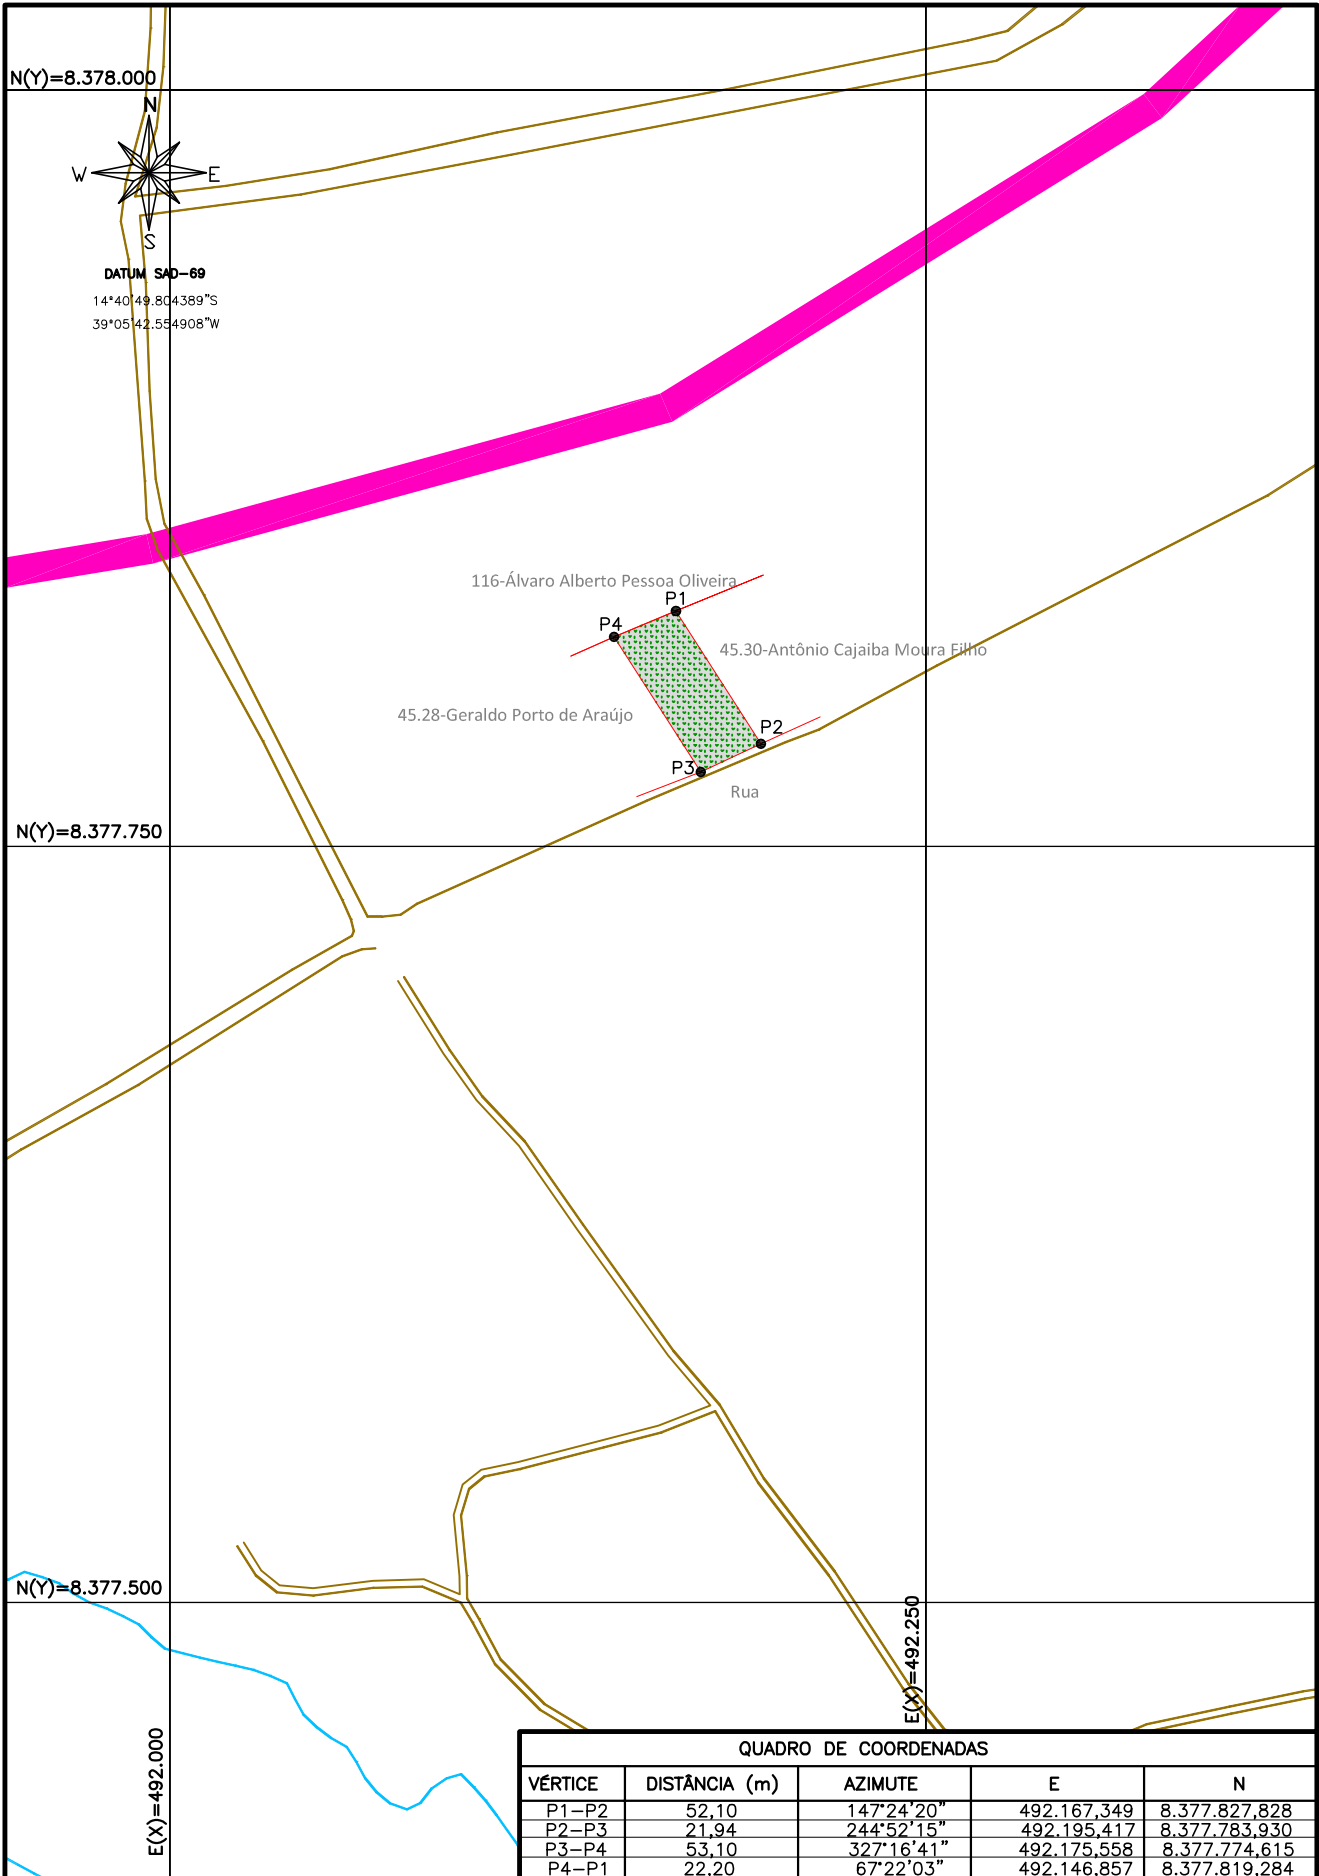 N(Y)=8.378.000
N
W E
S
DATUM SAD-69
14°40'49.804389"S
39°05'42.554908"W
116-Álvaro Alberto Pessoa Oliveira
P1
P4
45.30-Antônio Cajaiba Moura Filho
45.28-Geraldo Porto de Araújo
P2
P3
Rua
N(Y)=8.377.750
N(Y)=8.377.500
E(X)=492.250
E(X)=492.000
QUADRO DE COORDENADAS
VÉRTICE DISTÂNCIA (m) AZIMUTE E N
P1-P2 52,10 147°24'20" 492.167,349 8.377.827,828
P2-P3 21,94 244°52'15" 492.195,417 8.377.783,930
P3-P4 53,10 327°16'41" 492.175,558 8.377.774,615
P4-P1 22,20 67°22'03" 492.146,857 8.377.819,284